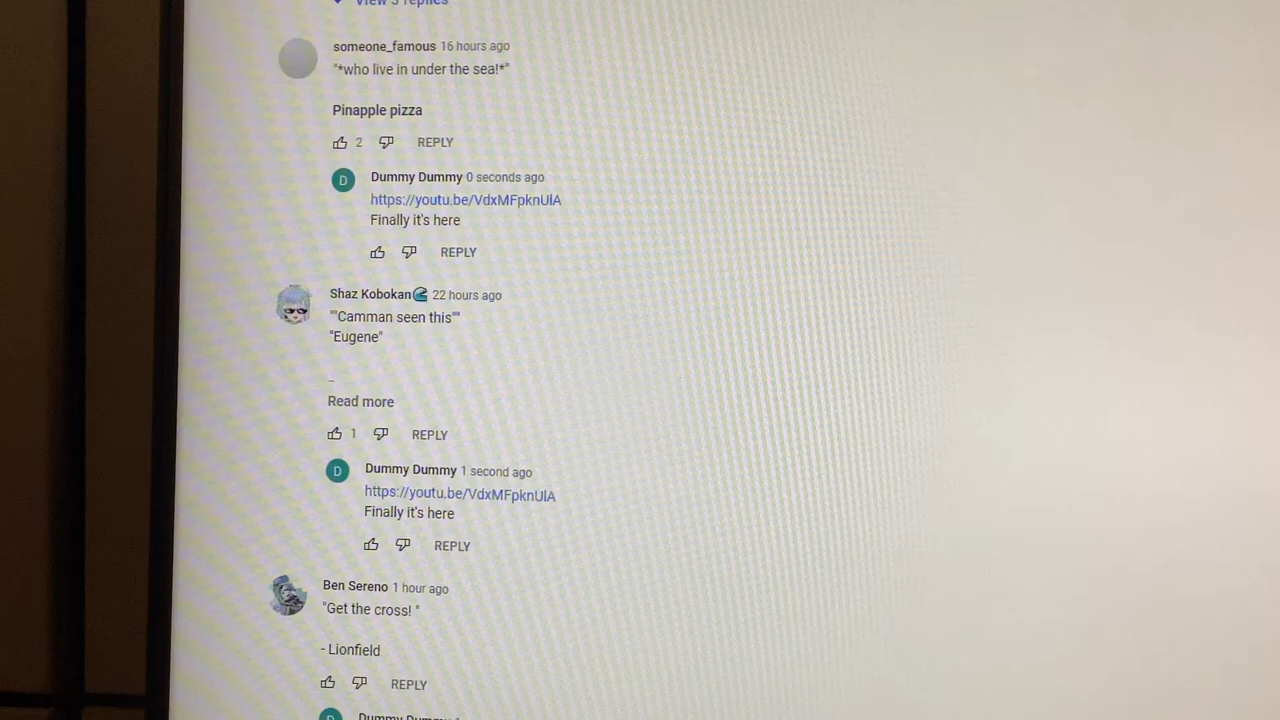 View 3 replies
someone_famous 16 hours ago
"*who live in under the sea!*"
Pinapple pizza
2 REPLY
D Dummy Dummy 0 seconds ago
https://youtu.be/VdxMFpknUlA
Finally it's here
REPLY
Shaz Kobokan 22 hours ago
""Camman seen this""
"Eugene"
_
Read more
1 REPLY
D Dummy Dummy 1 second ago
https://youtu.be/VdxMFpknUlA
Finally it's here
REPLY
Ben Sereno 1 hour ago
"Get the cross! "
- Lionfield
REPLY
D Dummy Dummy